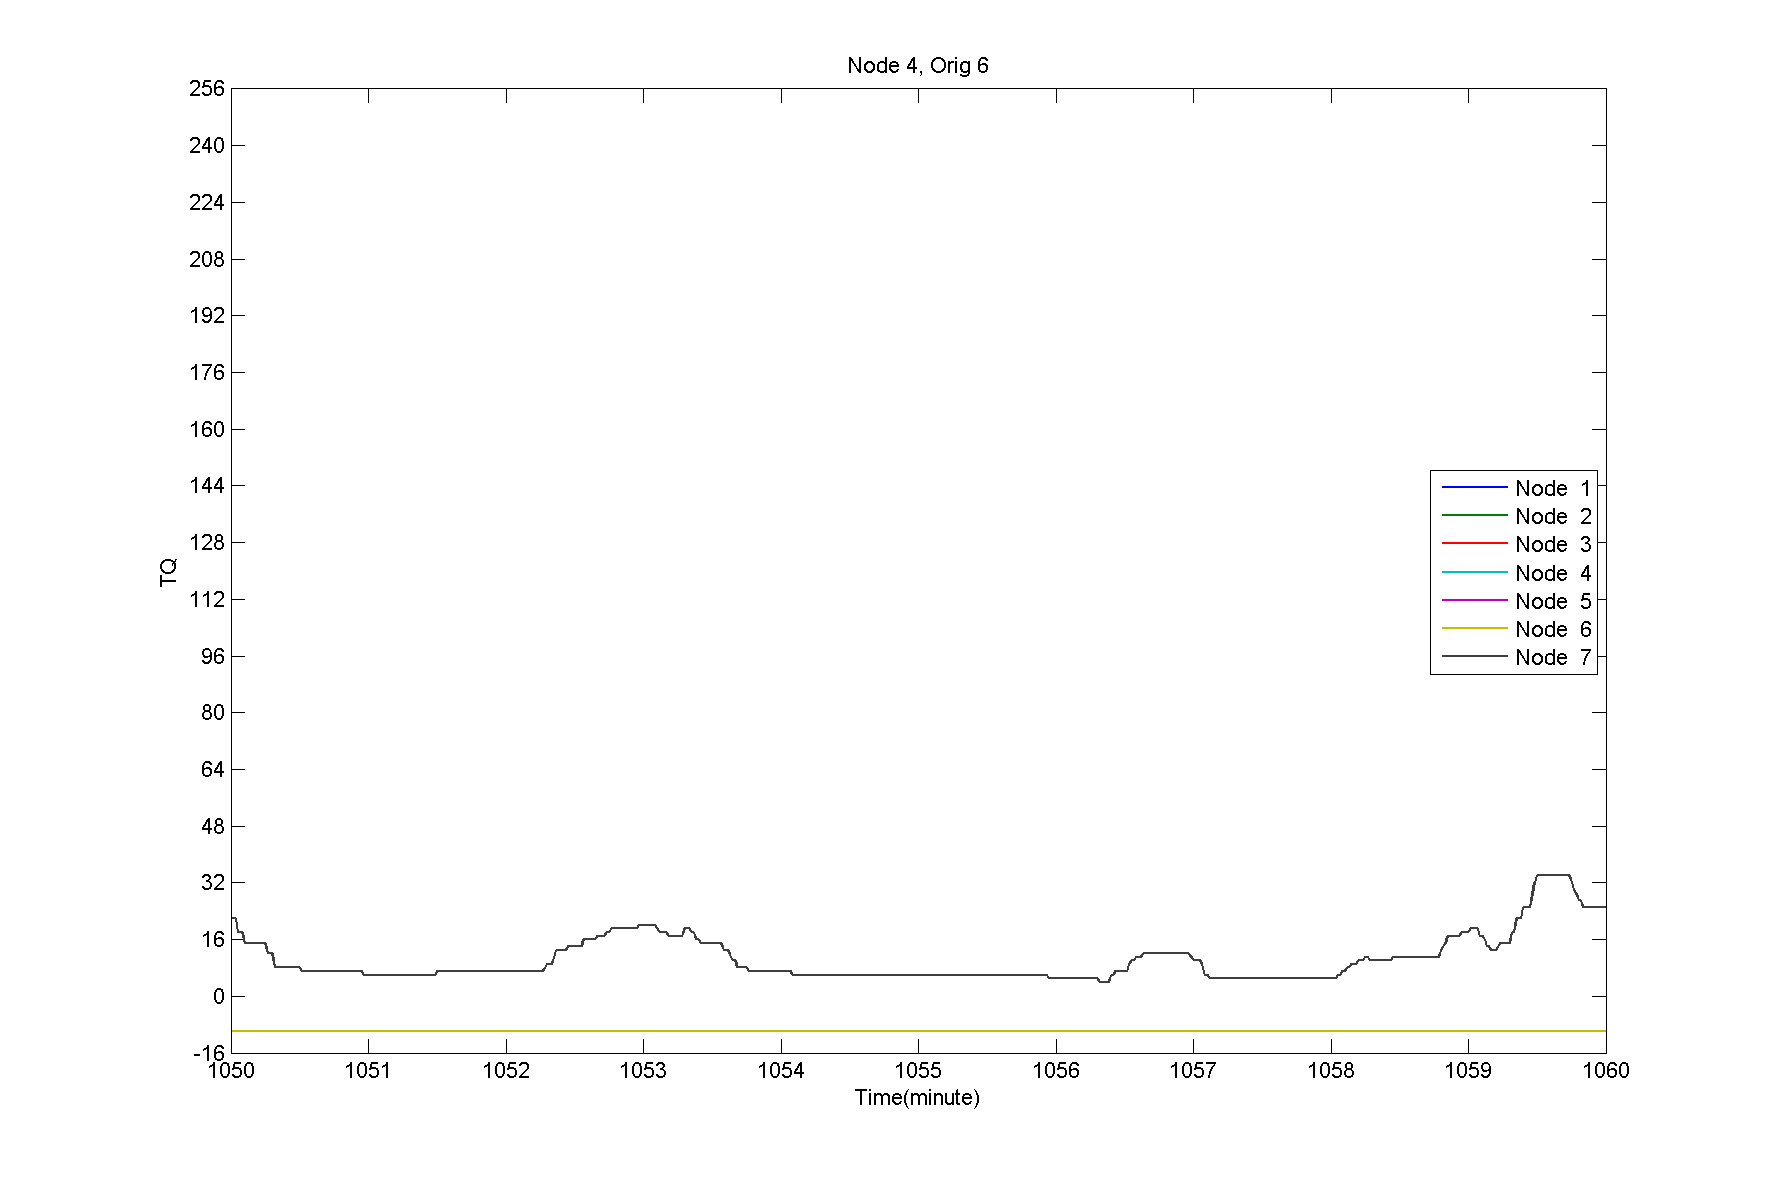 Node 4, Orig 6
256
240
224
208
192
176
160
144
128
112
96
80
64
48
32
16
0
-16
TQ
Node 1
Node 2
Node 3
Node 4
Node 5
Node 6
Node 7
1050 1051 1052 1053 1054 1055 1056 1057 1058 1059 1060
Time(minute)